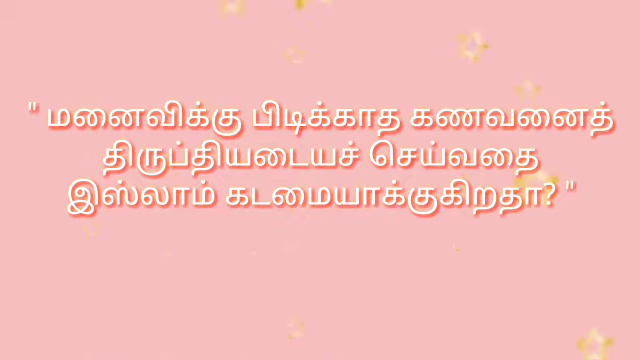 " மனைவிக்கு பிடிக்காத கணவனைத்
திருப்தியடையச் செய்வதை
இஸ்லாம் கடமையாக்குகிறதா? "